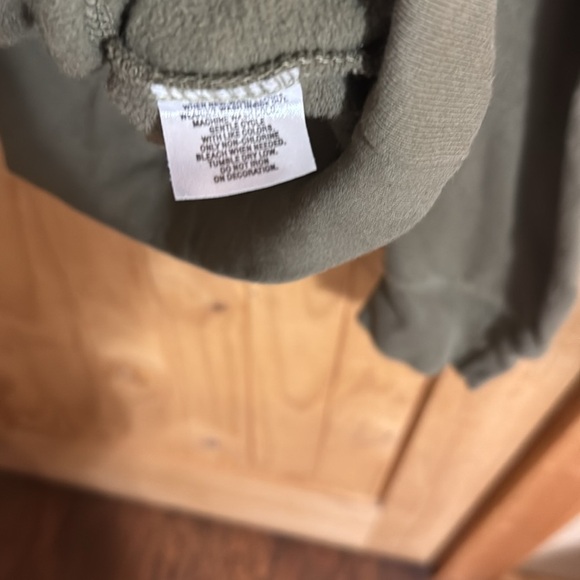 MACHINE
GENTLE CYCLE
WITH LIKE COLORS.
ONLY NON-CHLORINE
BLEACH WHEN NEEDED.
TUMBLE DRY LOW.
DO NOT IRON
ON DECORATION.